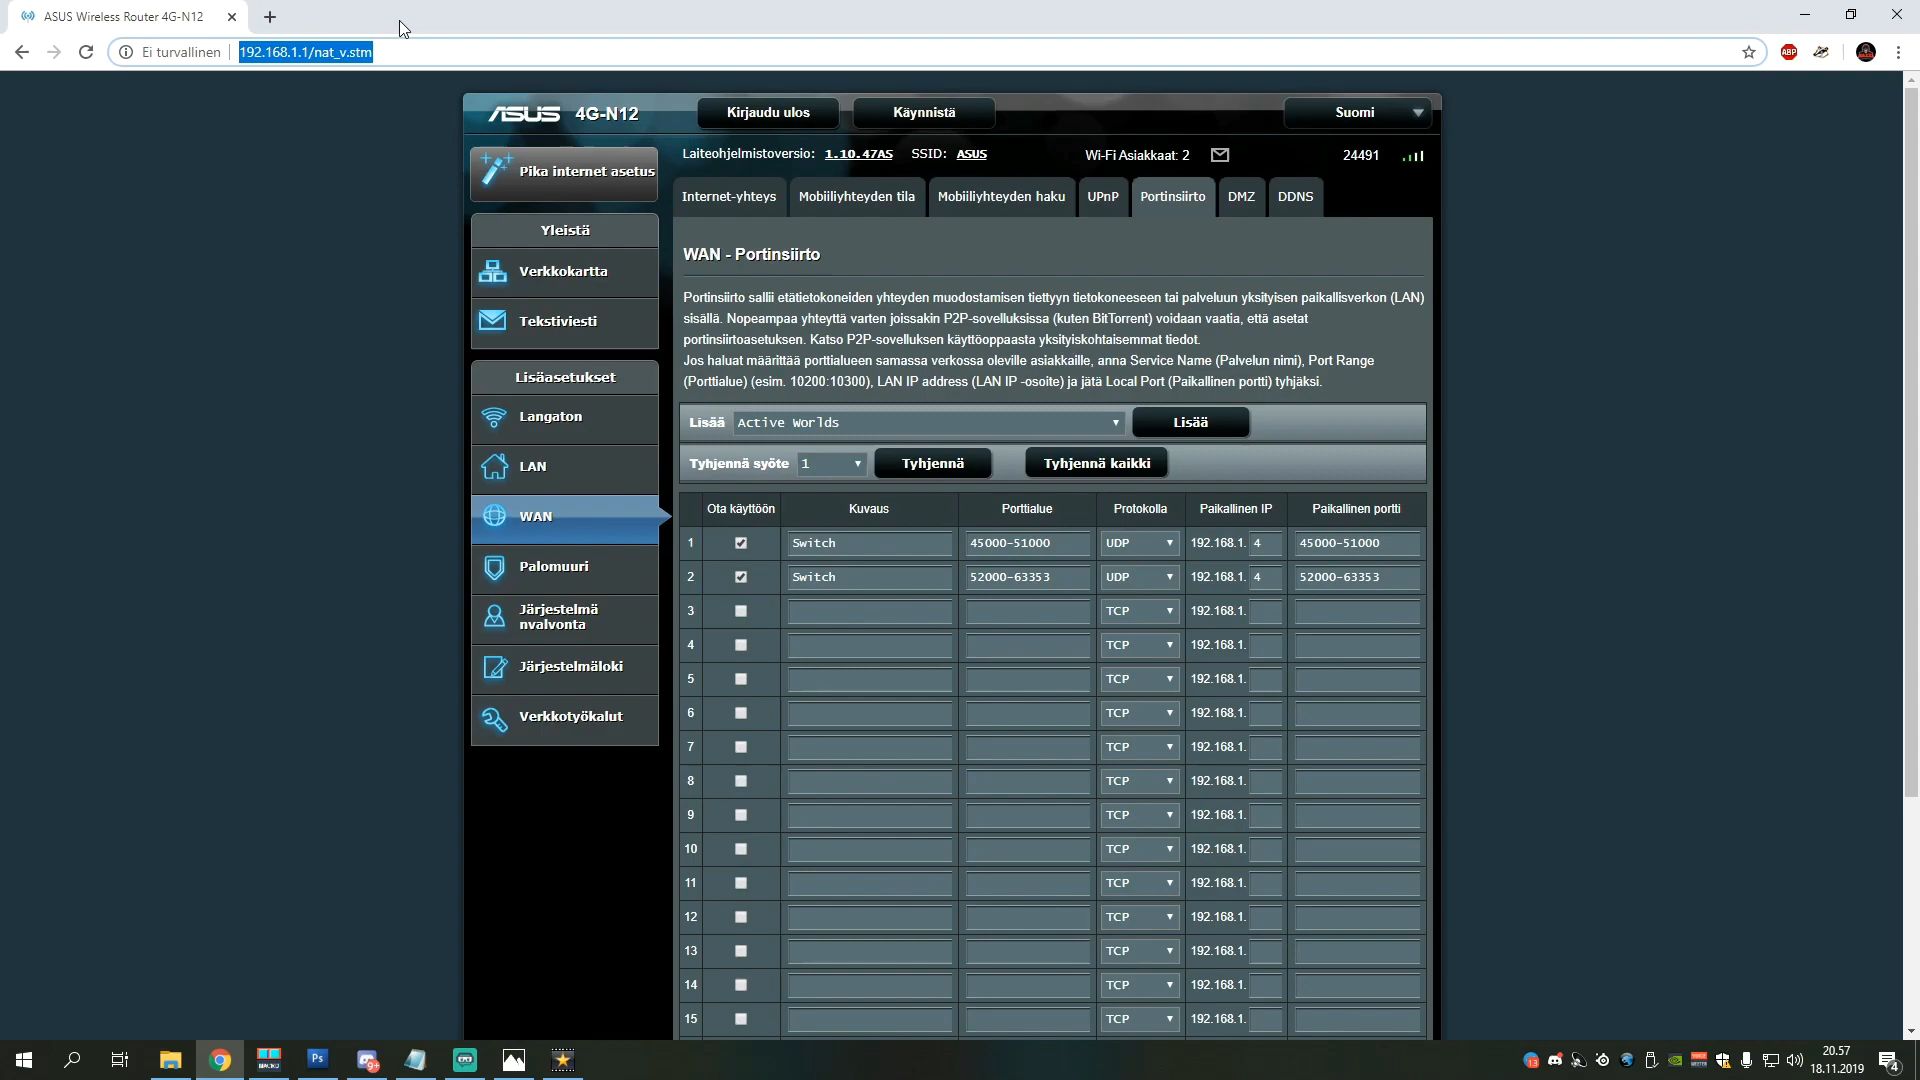 ASUS Wireless Router 4G-N12
Ei turvallinen
192.168.1.1/nat_v.stm
ABP
ASUS 4G-N12
Kirjaudu ulos
Käynnistä
Suomi
Laiteohjelmistoversio: 1.10.47AS SSID: ASUS
Wi-Fi Asiakkaat: 2
24491
Pika internet asetus
Internet-yhteys
Mobiiliyhteyden tila
Mobiiliyhteyden haku
UPnP
Portinsiirto
DMZ
DDNS
Yleistä
Verkkokartta
Tekstiviesti
Lisäasetukset
Langaton
LAN
WAN
Palomuuri
Järjestelmä
nvalvonta
Järjestelmäloki
Verkkotyökalut
WAN - Portinsiirto
Portinsiirto sallii etätietokoneiden yhteyden muodostamisen tiettyyn tietokoneeseen tai palveluun yksityisen paikallisverkon (LAN)
sisällä. Nopeampaa yhteyttä varten joissakin P2P-sovelluksissa (kuten BitTorrent) voidaan vaatia, että asetat
portinsiirtoasetuksen. Katso P2P-sovelluksen käyttöoppaasta yksityiskohtaisemmat tiedot.
Jos haluat määrittää porttialueen samassa verkossa oleville asiakkaille, anna Service Name (Palvelun nimi), Port Range
(Porttialue) (esim. 10200:10300), LAN IP address (LAN IP -osoite) ja jätä Local Port (Paikallinen portti) tyhjäksi.
Lisää Active Worlds Lisää
Tyhjennä syöte 1 Tyhjennä Tyhjennä kaikki
Ota käyttöön Kuvaus Porttialue Protokolla Paikallinen IP Paikallinen portti
1 Switch 45000-51000 UDP 192.168.1. 4 45000-51000
2 Switch 52000-63353 UDP 192.168.1. 4 52000-63353
3 TCP 192.168.1.
4 TCP 192.168.1.
5 TCP 192.168.1.
6 TCP 192.168.1.
7 TCP 192.168.1.
8 TCP 192.168.1.
9 TCP 192.168.1.
10 TCP 192.168.1.
11 TCP 192.168.1.
12 TCP 192.168.1.
13 TCP 192.168.1.
14 TCP 192.168.1.
15 TCP 192.168.1.
MACRO
Ps
9+
13
20.57
18.11.2019
4